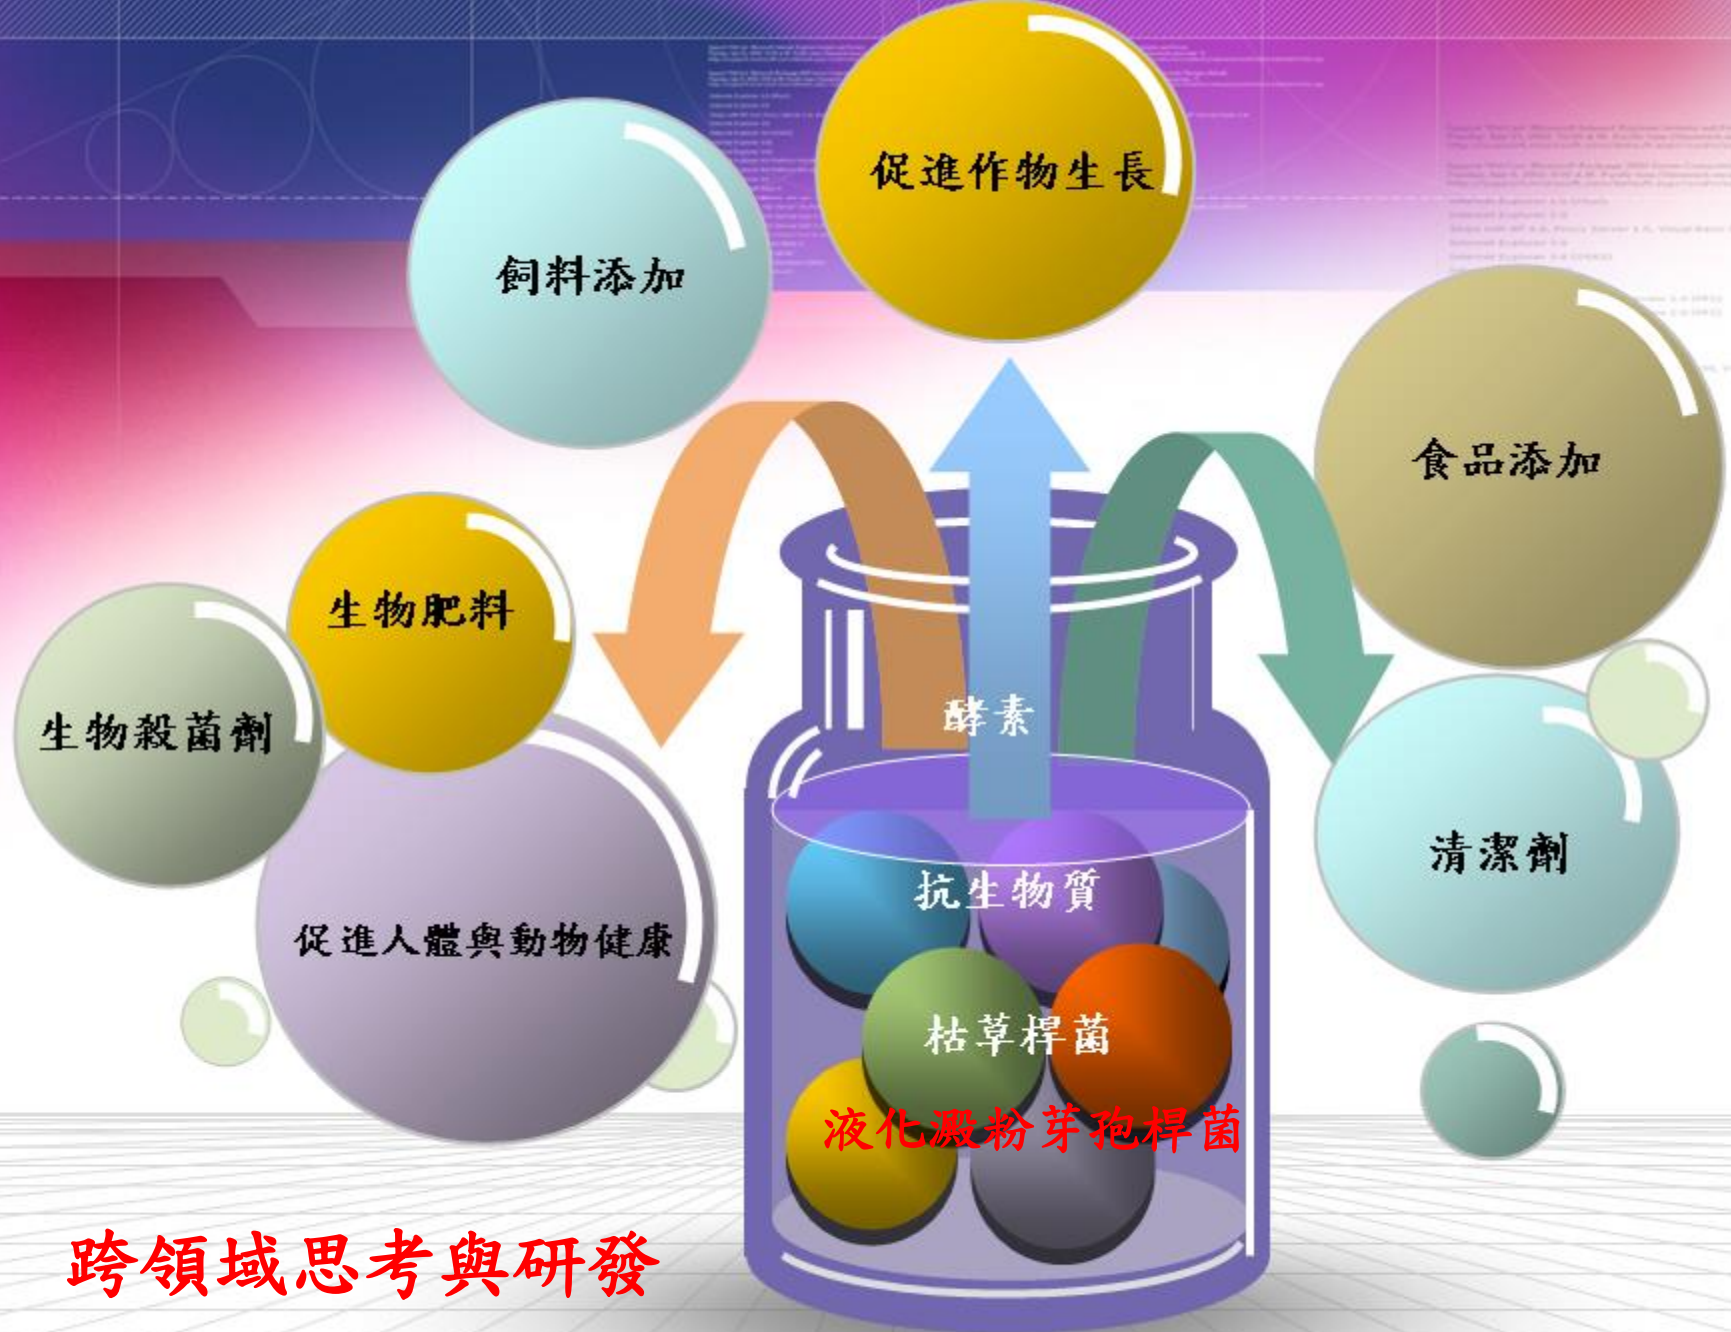 促進作物生長
飼料添加
食品添加
生物肥料
生物殺菌劑
酵素
清潔劑
抗生物質
促進人體與動物健康
枯草桿菌
液化澱粉芽孢桿菌
跨領域思考與研發